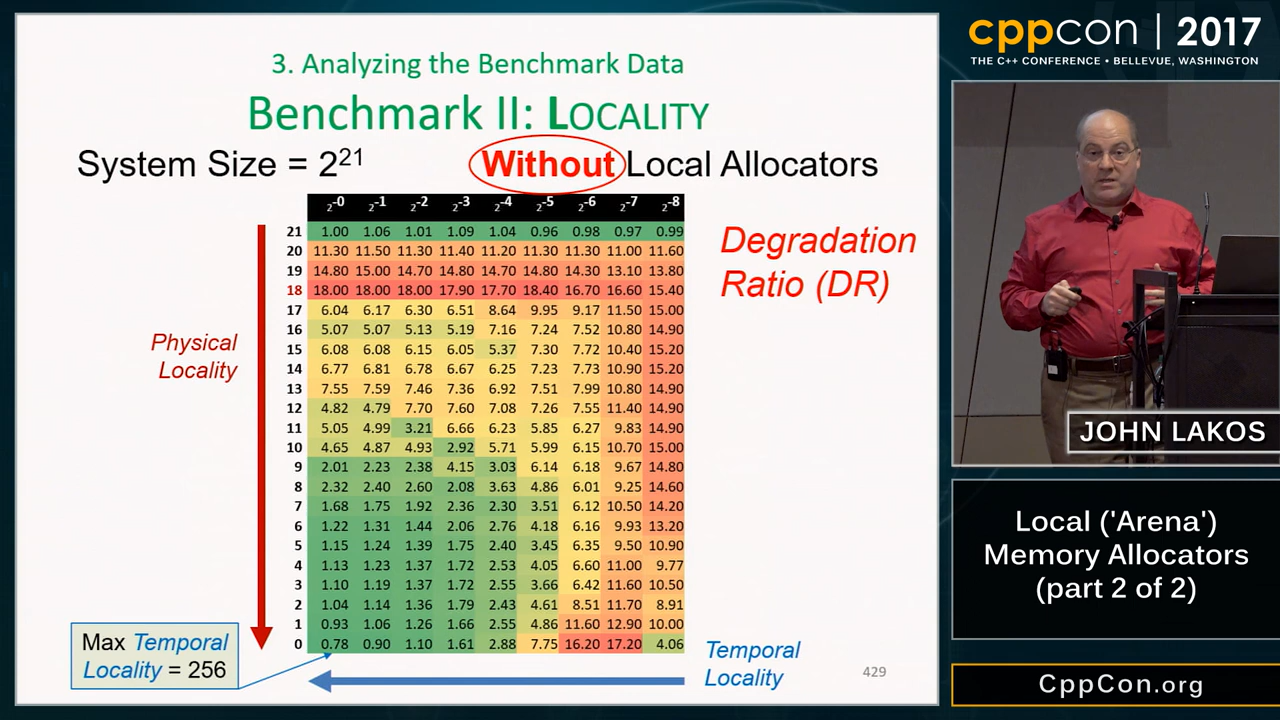 3. Analyzing the Benchmark Data
Benchmark II: LOCALITY
System Size = 2^21 Without Local Allocators
2^-0 2^-1 2^-2 2^-3 2^-4 2^-5 2^-6 2^-7 2^-8
21 1.00 1.06 1.01 1.09 1.04 0.96 0.98 0.97 0.99
20 11.30 11.50 11.30 11.40 11.20 11.30 11.30 11.00 11.60
19 14.80 15.00 14.70 14.80 14.70 14.80 14.30 13.10 13.80
18 18.00 18.00 18.00 17.90 17.70 18.40 16.70 16.60 15.40
17 6.04 6.17 6.30 6.51 8.64 9.95 9.17 11.50 15.00
16 5.07 5.07 5.13 5.19 7.16 7.24 7.52 10.80 14.90
15 6.08 6.08 6.15 6.05 5.37 7.30 7.72 10.40 15.20
14 6.77 6.81 6.78 6.67 6.25 7.23 7.73 10.90 15.20
13 7.55 7.59 7.46 7.36 6.92 7.51 7.99 10.80 14.90
12 4.82 4.79 7.70 7.60 7.08 7.26 7.55 11.40 14.90
11 5.05 4.99 3.21 6.66 6.23 5.85 6.27 9.83 14.90
10 4.65 4.87 4.93 2.92 5.71 5.99 6.15 10.70 15.00
9 2.01 2.23 2.38 4.15 3.03 6.14 6.18 9.67 14.80
8 2.32 2.40 2.60 2.08 3.63 4.86 6.01 9.25 14.60
7 1.68 1.75 1.92 2.36 2.30 3.51 6.12 10.50 14.20
6 1.22 1.31 1.44 2.06 2.76 4.18 6.16 9.93 13.20
5 1.15 1.24 1.39 1.75 2.40 3.45 6.35 9.50 10.90
4 1.13 1.23 1.37 1.72 2.53 4.05 6.60 11.00 9.77
3 1.10 1.19 1.37 1.72 2.55 3.66 6.42 11.60 10.50
2 1.04 1.14 1.36 1.79 2.43 4.61 8.51 11.70 8.91
1 0.93 1.06 1.26 1.66 2.55 4.86 11.60 12.90 10.00
0 0.78 0.90 1.10 1.61 2.88 7.75 16.20 17.20 4.06
Degradation
Ratio (DR)
Physical
Locality
Max Temporal
Locality = 256
Temporal
Locality
429
cppcon | 2017
THE C++ CONFERENCE • BELLEVUE, WASHINGTON
JOHN LAKOS
Local ('Arena')
Memory Allocators
(part 2 of 2)
CppCon.org